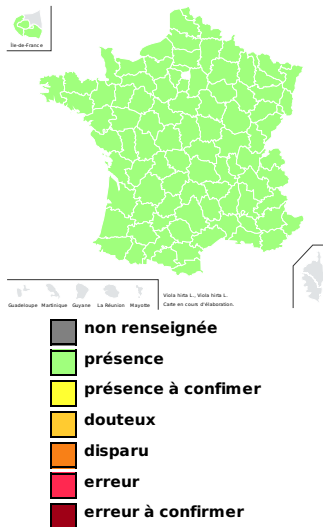 Île-de-France
Guadeloupe Martinique Guyane La Réunion Mayotte
Viola hirta L., Viola hirta L.
Carte en cours d'élaboration.
non renseignée
présence
présence à confimer
douteux
disparu
erreur
erreur à confirmer